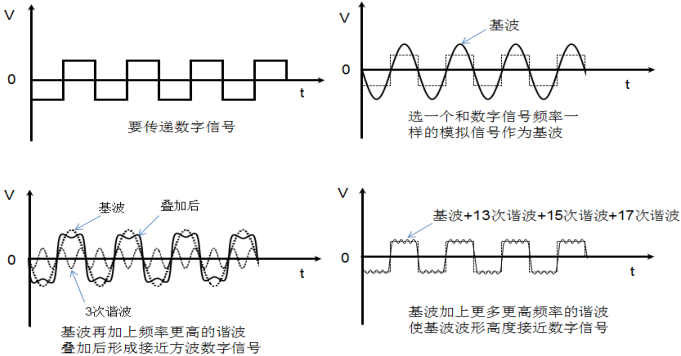 V
0
t
要传递数字信号
V
基波
0
t
选一个和数字信号频率一
样的模拟信号作为基波
V
基波
叠加后
0
t
3次谐波
基波再加上频率更高的谐波
叠加后形成接近方波数字信号
V
基波+13次谐波+15次谐波+17次谐波
0
t
基波加上更多更高频率的谐波
使基波波形高度接近数字信号